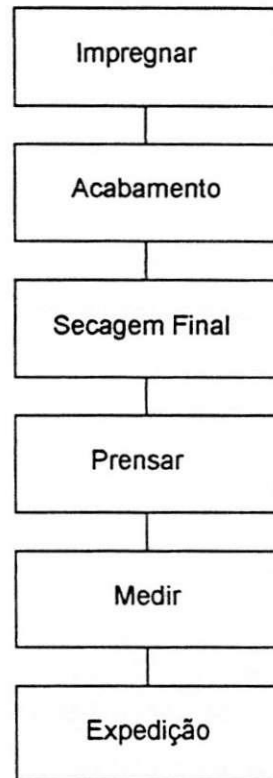 Impregnar
Acabamento
Secagem Final
Prensar
Medir
Expedição